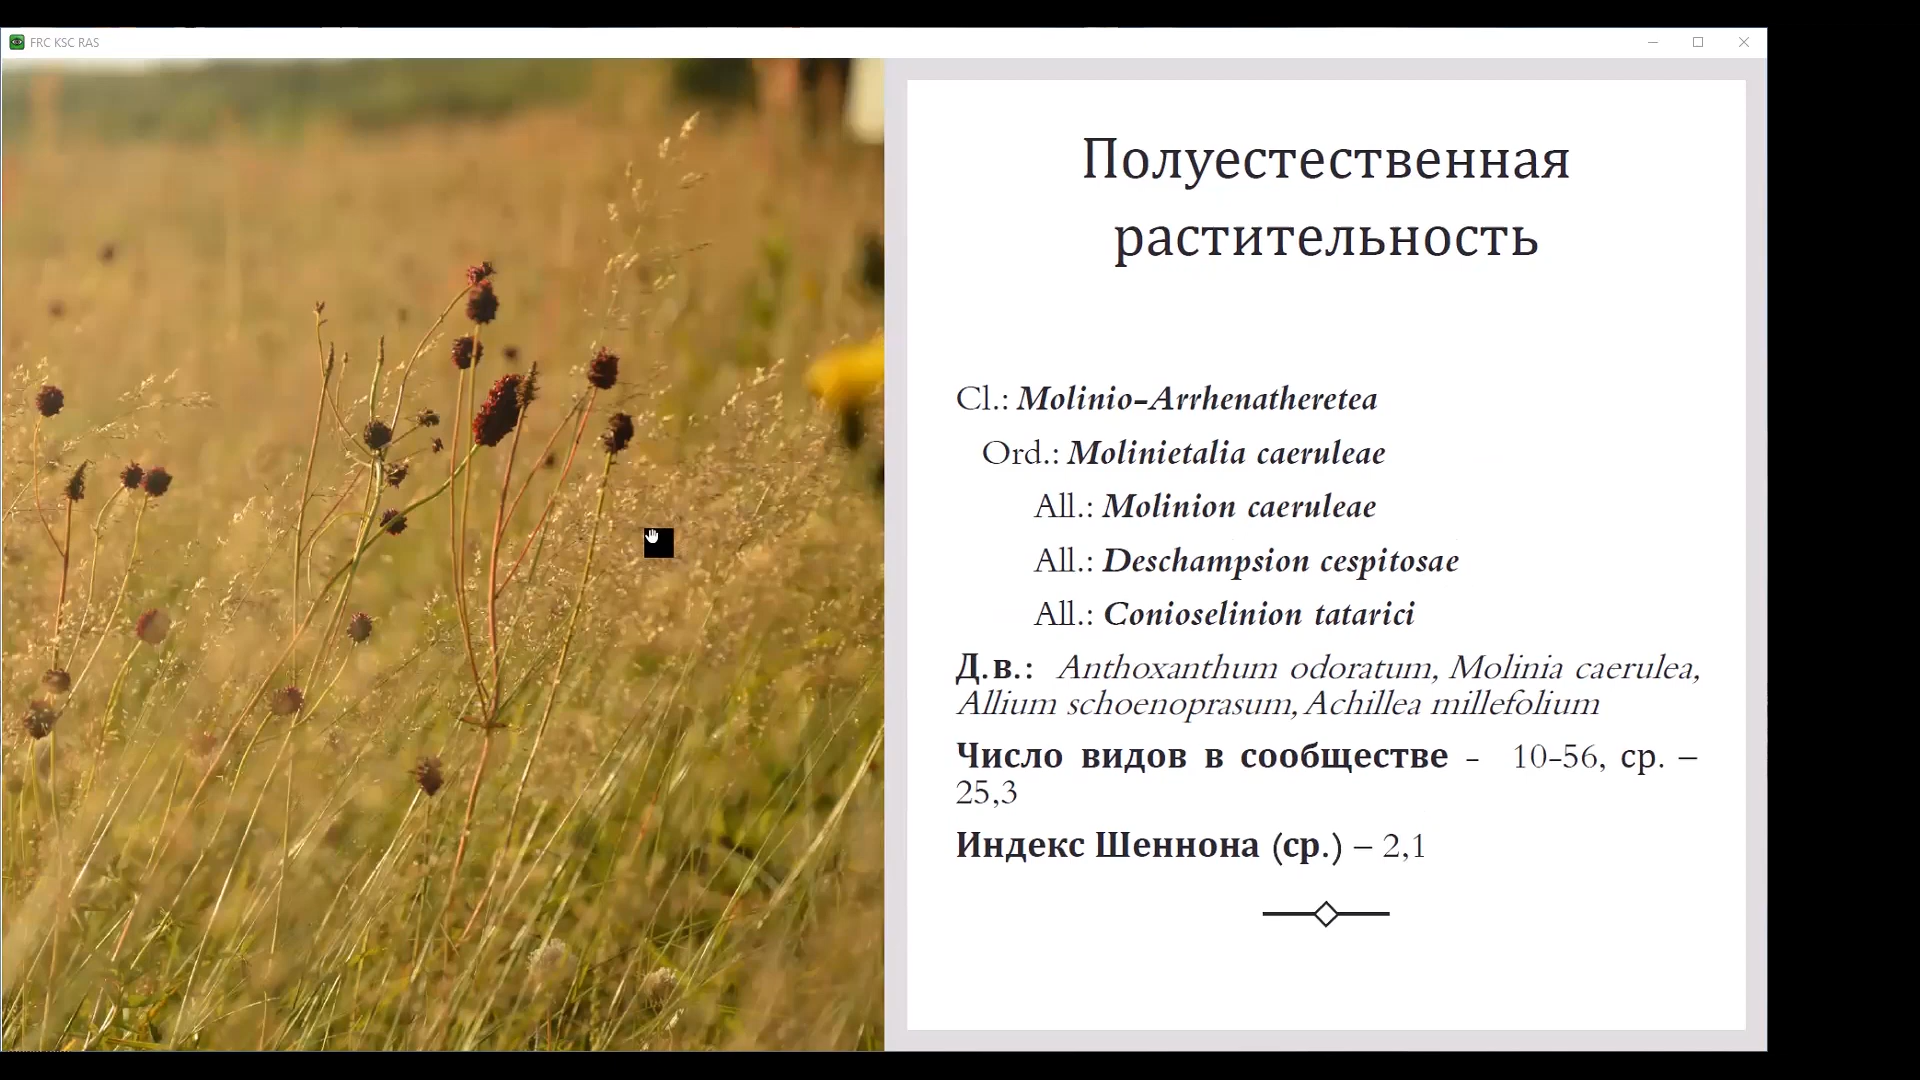 FRC KSC RAS
Полуестественная
растительность
Cl.: Molinio-Arrhenatheretea
Ord.: Molinietalia caeruleae
All.: Molinion caeruleae
All.: Deschampsion cespitosae
All.: Conioselinion tatarici
Д.в.: Anthoxanthum odoratum, Molinia caerulea,
Allium schoenoprasum, Achillea millefolium
Число видов в сообществе - 10-56, ср. –
25,3
Индекс Шеннона (ср.) – 2,1